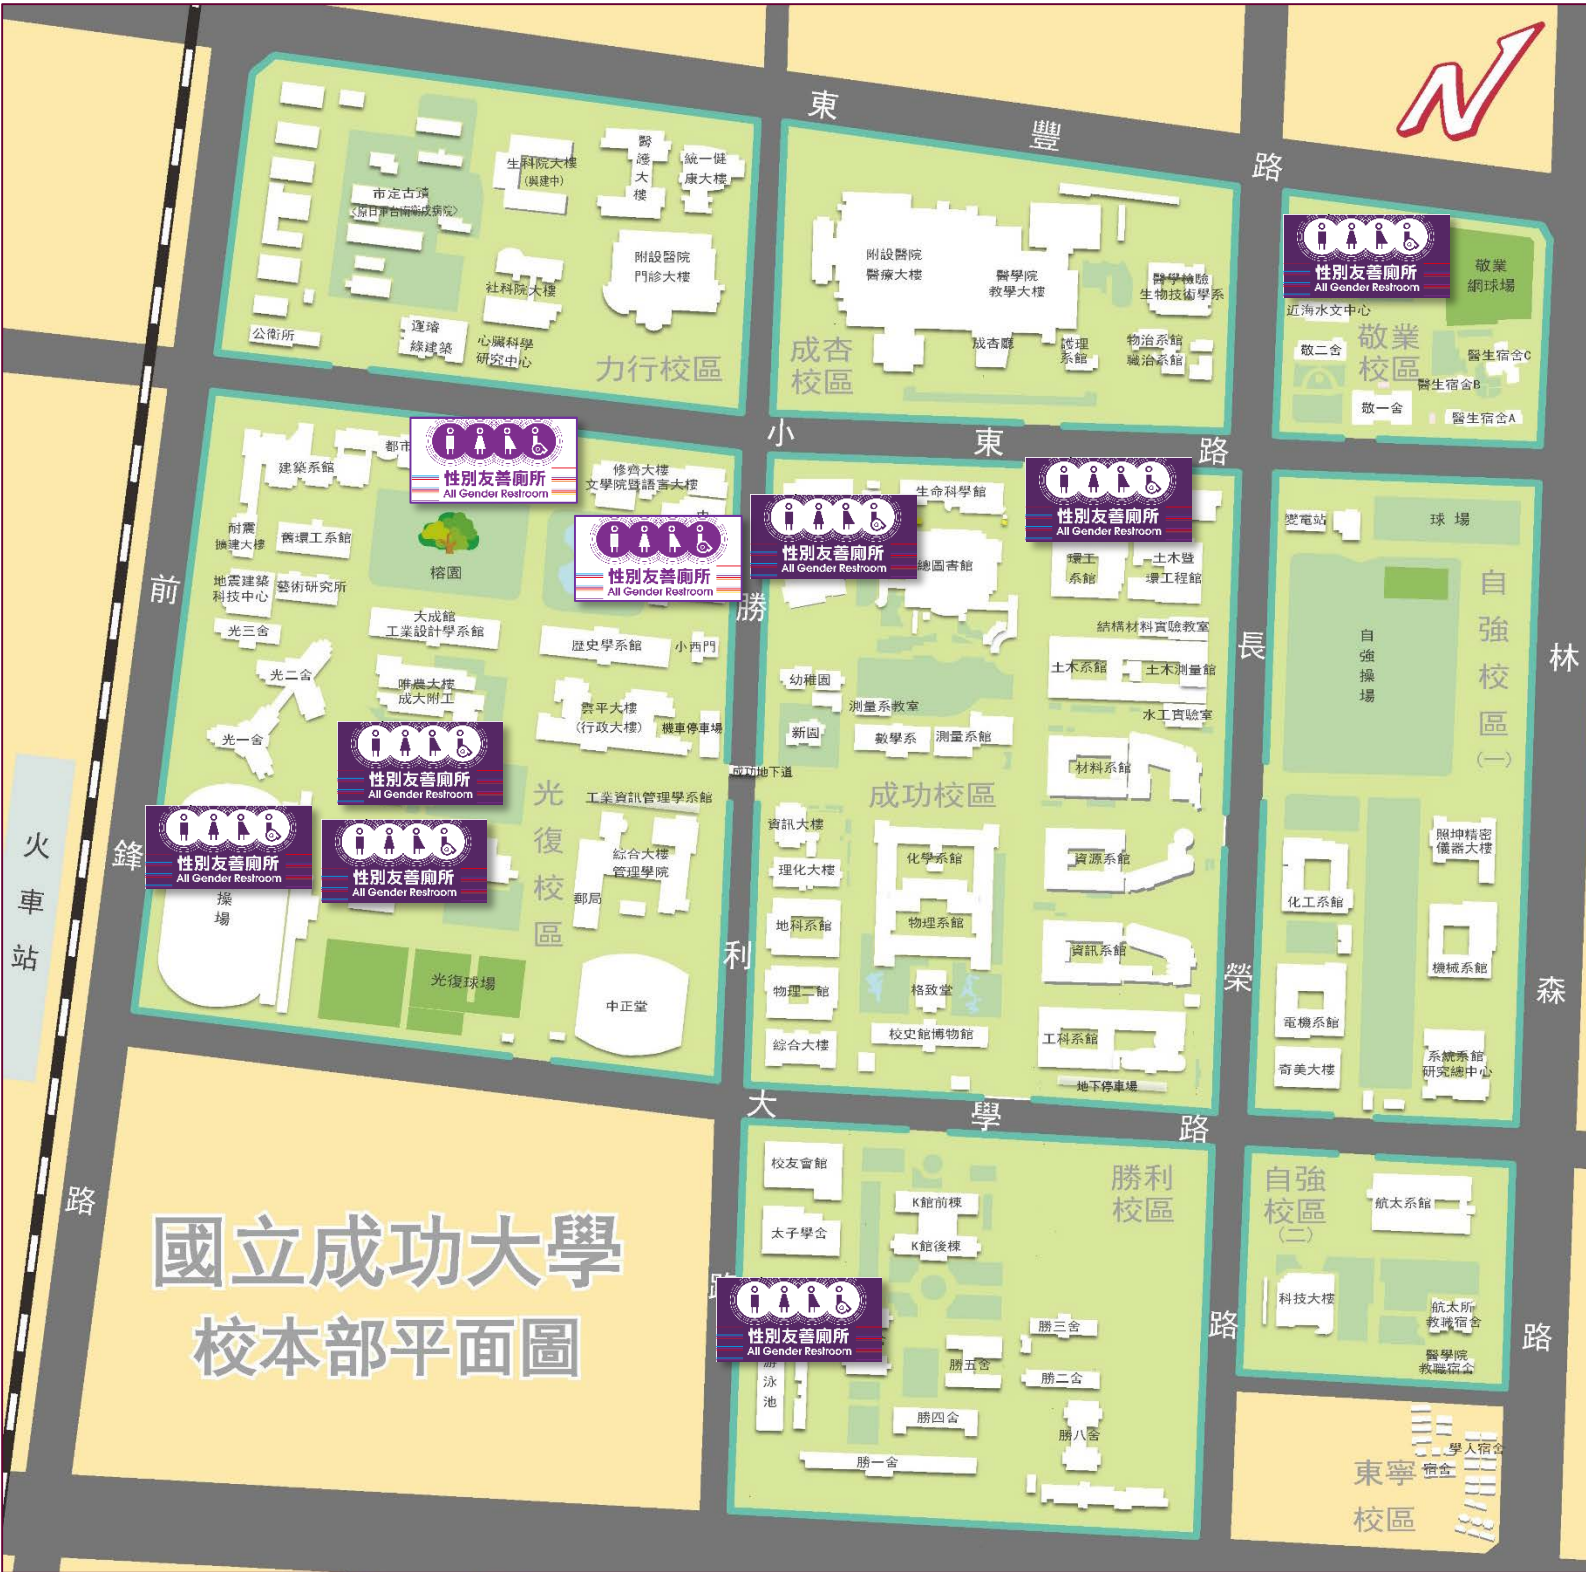 東
豐
路
N
生科院大樓
(興建中)
醫
護
大
樓
統一健
康大樓
市定古蹟
<原日軍台南衛戍病院>
附設醫院
門診大樓
社科院大樓
公衛所
運璿
綠建築
心臟科學
研究中心
力行校區
附設醫院
醫療大樓
醫學院
教學大樓
醫學檢驗
生物技術學系
成杏廳
護理
系館
物治系館
職治系館
成杏
校區
性別友善廁所
All Gender Restroom
敬業
網球場
近海水文中心
敬二舍
敬業
校區
醫生宿舍C
醫生宿舍B
敬一舍
醫生宿舍A
小
東
路
建築系館
都市
性別友善廁所
All Gender Restroom
修齊大樓
文學院暨語言大樓
性別友善廁所
All Gender Restroom
耐震
擴建大樓
舊環工系館
榕園
地震建築
科技中心
藝術研究所
光三舍
大成館
工業設計學系館
歷史學系館
小西門
光二舍
唯農大樓
成大附工
雲平大樓
(行政大樓)
機車停車場
光一舍
性別友善廁所
All Gender Restroom
性別友善廁所
All Gender Restroom
性別友善廁所
All Gender Restroom
操
場
光
復
校
區
工業資訊管理學系館
綜合大樓
管理學院
郵局
光復球場
中正堂
前
鋒
路
火
車
站
勝
利
路
成功地下道
性別友善廁所
All Gender Restroom
生命科學館
總圖書館
性別友善廁所
All Gender Restroom
環工
系館
土木暨
環工程館
結構材料實驗教室
土木系館
土木測量館
水工實驗室
幼稚園
測量系教室
新園
數學系
測量系館
材料系館
成功校區
資訊大樓
理化大樓
化學系館
資源系館
地科系館
物理系館
資訊系館
物理二館
格致堂
綜合大樓
校史館博物館
工科系館
地下停車場
長
榮
路
變電站
球場
自
強
操
場
自
強
校
區
(一)
照坤精密
儀器大樓
化工系館
機械系館
電機系館
奇美大樓
系統系館
研究總中心
林
森
路
大
學
路
國立成功大學
校本部平面圖
校友會館
太子學舍
K館前棟
K館後棟
勝利
校區
性別友善廁所
All Gender Restroom
游
泳
池
勝三舍
勝五舍
勝二舍
勝四舍
勝八舍
勝一舍
自強
校區
(二)
航太系館
科技大樓
航太所
教職宿舍
醫學院
教職宿舍
學人宿舍
宿舍
東寧
校區